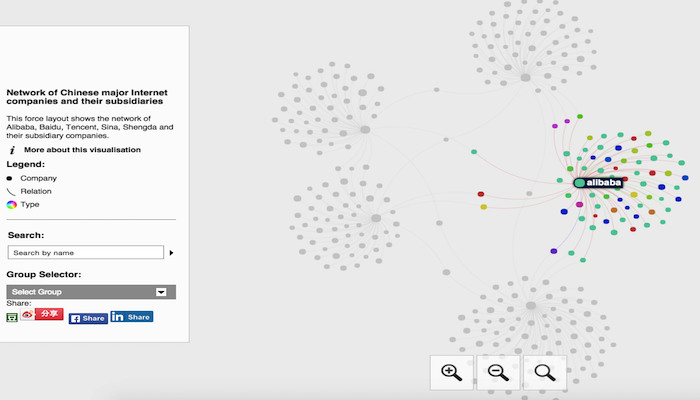 Network of Chinese major Internet
companies and their subsidiaries
This force layout shows the network of
Alibaba, Baidu, Tencent, Sina, Shengda and
their subsidiary companies.
i More about this visualisation
Legend:
Company
Relation
Type
Search:
Search by name
Group Selector:
Select Group
Share:
分享
f Share
in Share
alibaba